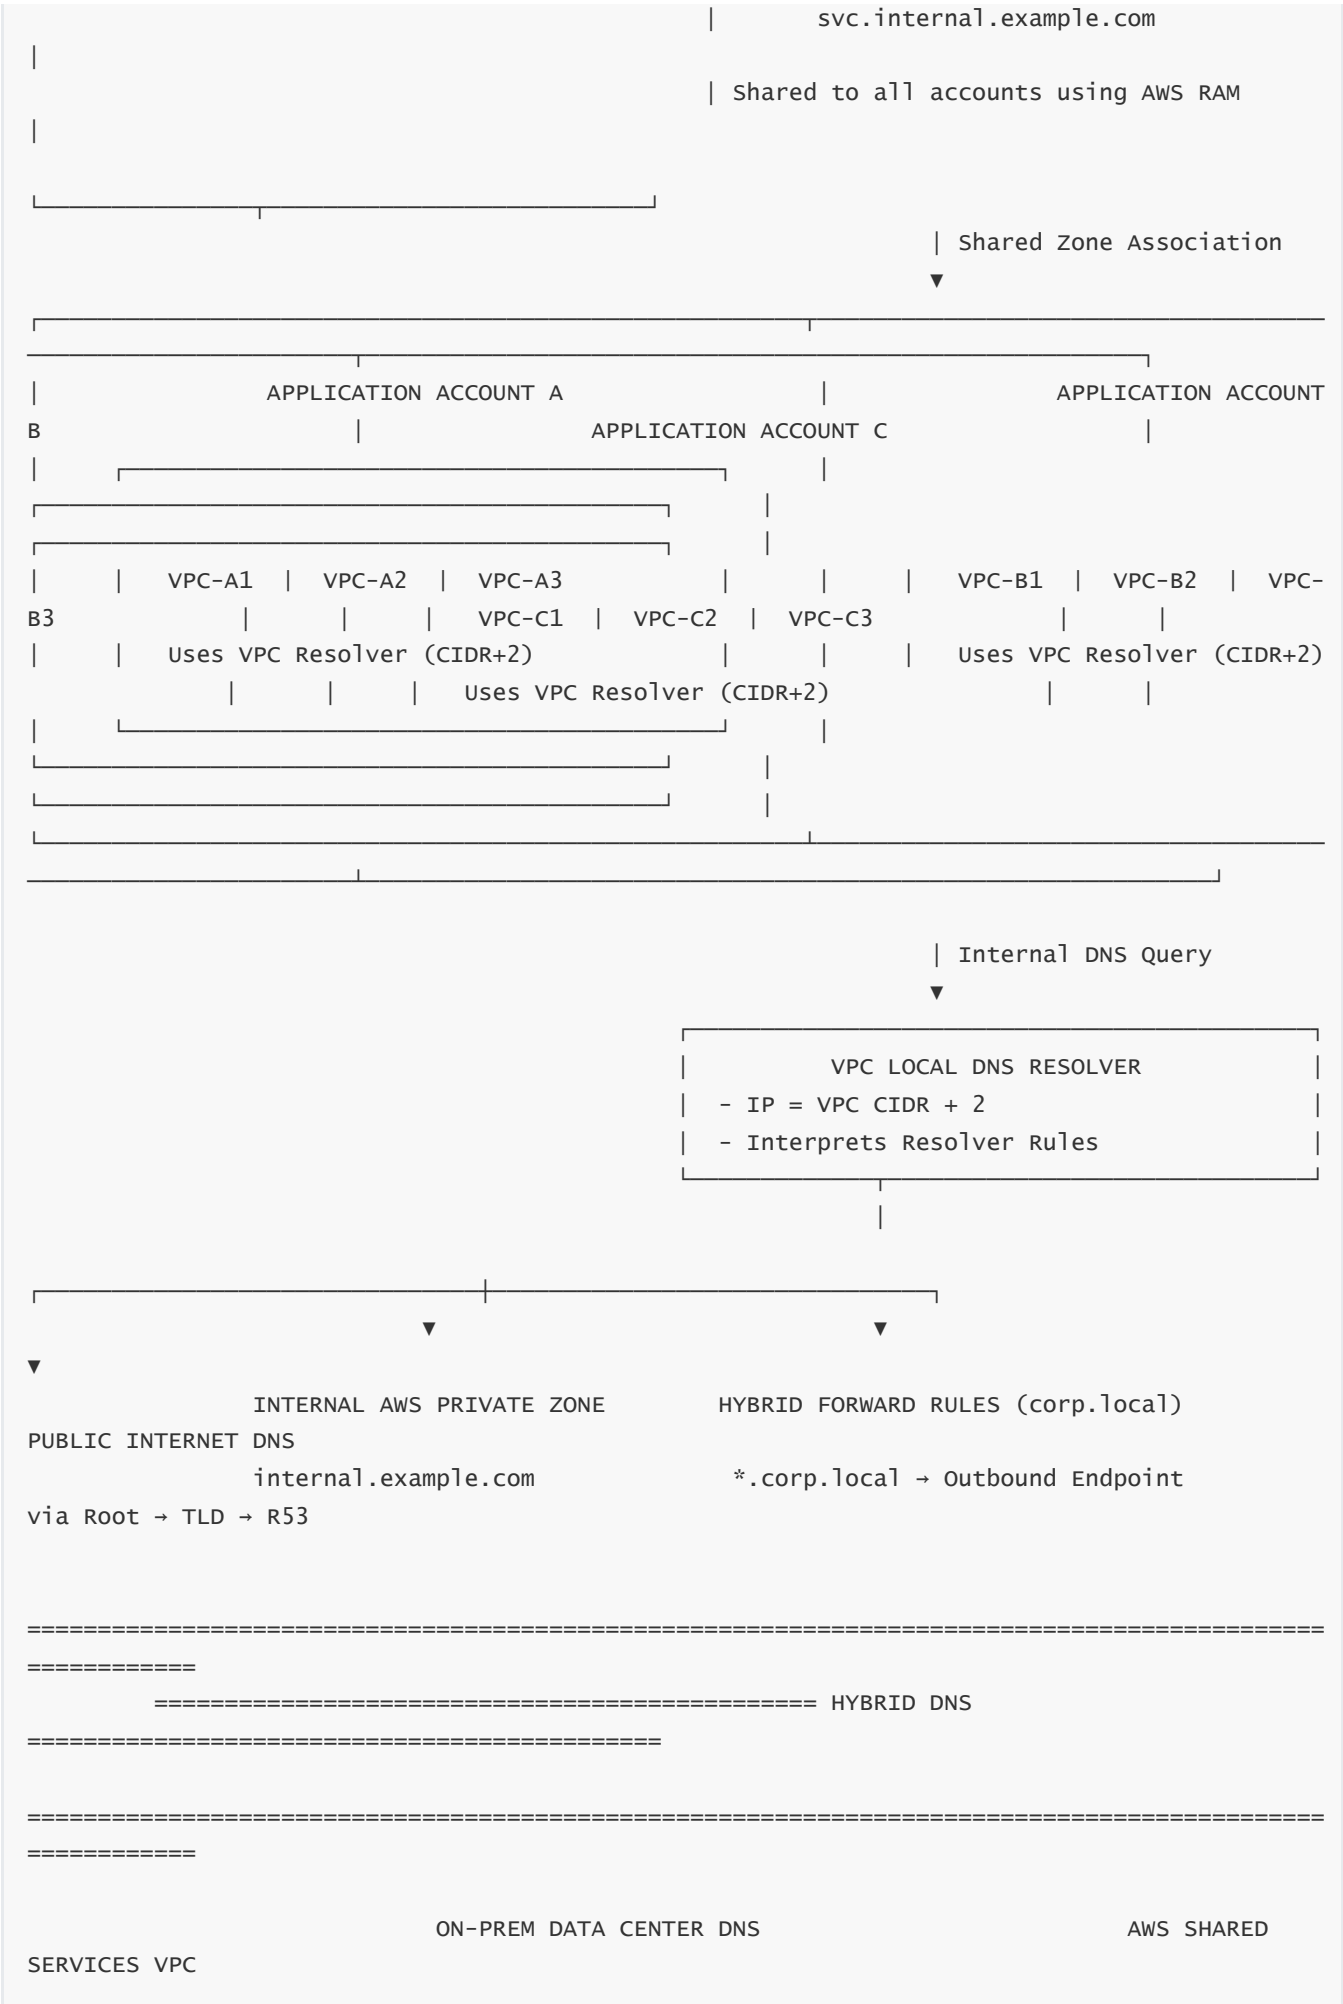 |       svc.internal.example.com
|
| Shared to all accounts using AWS RAM
|
└───────────────┬───────────────────────────┘
| Shared Zone Association
▼
┌──────────────────────────────────────────────────────┬────────────────────────────────────
───────────────────────┬───────────────────────────────────────────────────────┐
|                APPLICATION ACCOUNT A                  |                APPLICATION ACCOUNT
B                      |                APPLICATION ACCOUNT C                  |
|     ┌──────────────────────────────────────────┐      |
┌────────────────────────────────────────────┐      |
┌────────────────────────────────────────────┐      |
|     |   VPC-A1  |  VPC-A2  |  VPC-A3           |      |     |   VPC-B1  |  VPC-B2  |  VPC-
B3             |      |     |   VPC-C1  |  VPC-C2  |  VPC-C3             |      |
|     |   Uses VPC Resolver (CIDR+2)             |      |     |   Uses VPC Resolver (CIDR+2)
|      |     |   Uses VPC Resolver (CIDR+2)               |      |
|     └──────────────────────────────────────────┘      |
└────────────────────────────────────────────┘      |
└────────────────────────────────────────────┘      |
└──────────────────────────────────────────────────────┴────────────────────────────────────
───────────────────────┴────────────────────────────────────────────────────────────┘
| Internal DNS Query
▼
┌────────────────────────────────────────────┐
|          VPC LOCAL DNS RESOLVER            |
|  - IP = VPC CIDR + 2                       |
|  - Interprets Resolver Rules               |
└─────────────┬──────────────────────────────┘
|
┌───────────────────────────────┼───────────────────────────────┐
▼                               ▼
▼
INTERNAL AWS PRIVATE ZONE        HYBRID FORWARD RULES (corp.local)
PUBLIC INTERNET DNS
internal.example.com              *.corp.local → Outbound Endpoint
via Root → TLD → R53
============================================================================================
============
=============================================== HYBRID DNS
=============================================
============================================================================================
============
ON-PREM DATA CENTER DNS                          AWS SHARED
SERVICES VPC